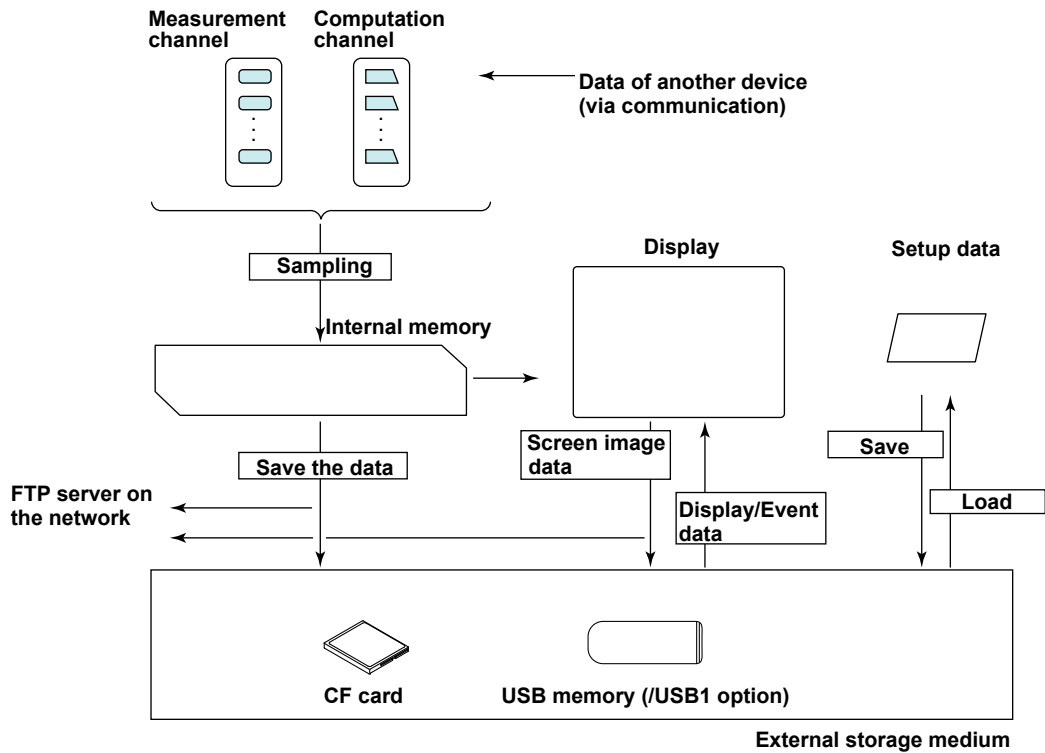 Measurement
channel
Computation
channel
Data of another device
(via communication)
Sampling
Display
Setup data
Internal memory
Save the data
Screen image
data
Save
FTP server on
the network
Display/Event
data
Load
CF card
USB memory (/USB1 option)
External storage medium